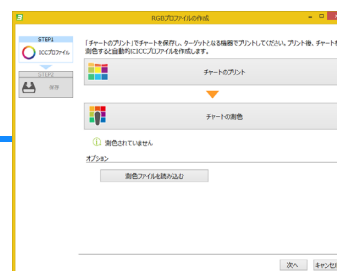 RGBプロファイルの作成
STEP1
ICCプロファイル
STEP2
保存
「チャートのプリント」でチャートを保存し、ターゲットとなる機器でプリントしてください。プリント後、チャートを
測色すると自動的にICCプロファイルを作成します。
チャートのプリント
チャートの測色
測色されていません
オプション
測色ファイルを読み込む
次へ
キャンセル